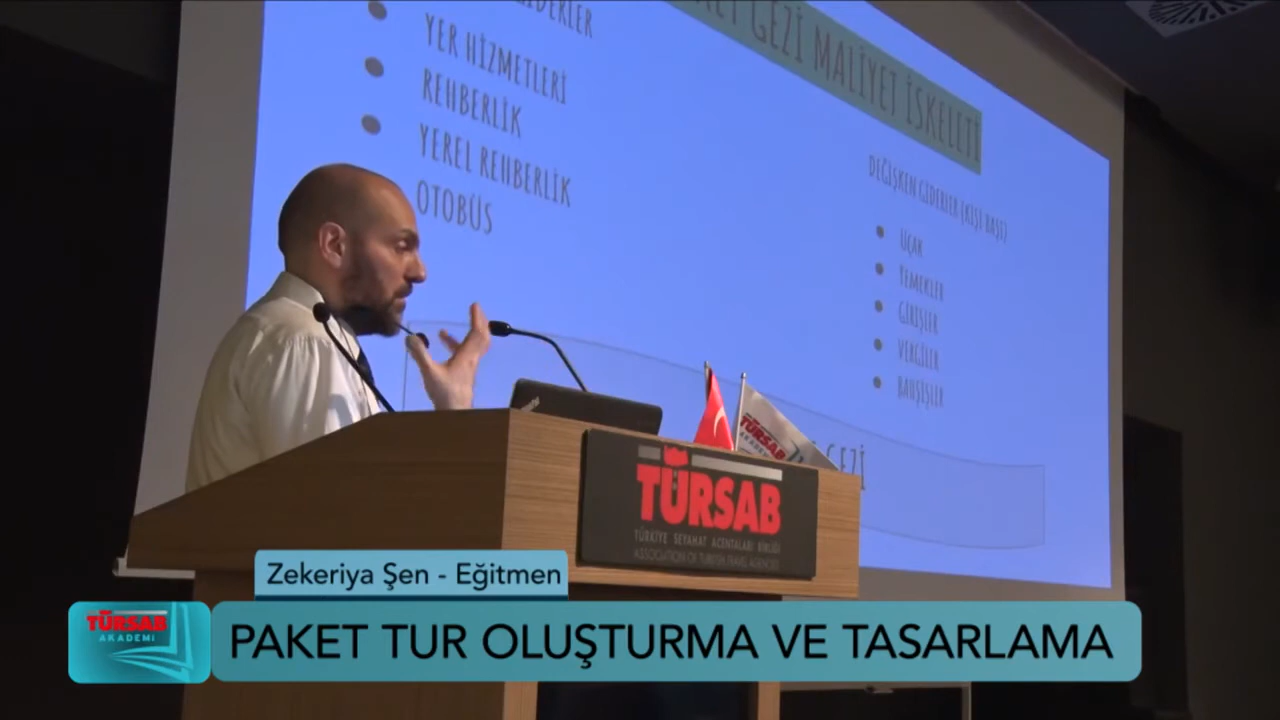 GİDERLER
YER HİZMETLERİ
REHBERLİK
YEREL REHBERLİK
OTOBÜS
GEZİ MALİYET İSKELETİ
DEĞİŞKEN GİDERLER (KİŞİ BAŞI)
UÇAK
YEMEKLER
GİRİŞLER
VERGİLER
BAHŞİŞLER
GEZİ
TÜRSAB
AKADEMİ
TÜRSAB
TÜRKİYE SEYAHAT ACENTALARI BİRLİĞİ
ASSOCIATION OF TURKISH TRAVEL AGENCIES
Zekeriya Şen - Eğitmen
TÜRSAB
AKADEMİ
PAKET TUR OLUŞTURMA VE TASARLAMA